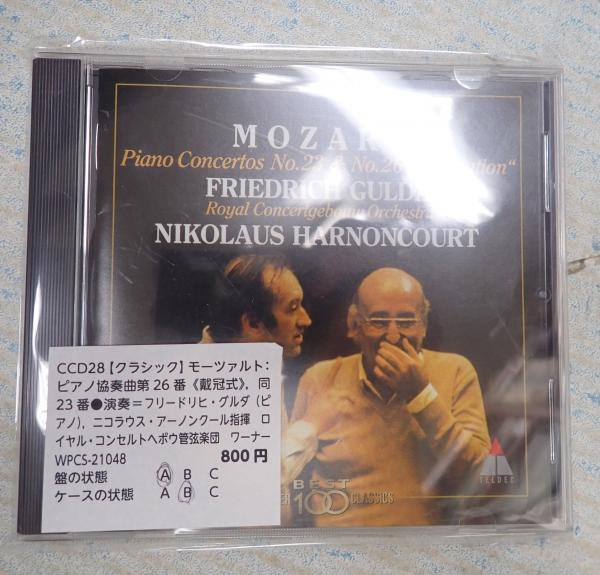 MOZAR
Piano Concertos No.23 & No.26 "Coronation"
FRIEDRICH GULDA
Royal Concertgebouw Orchestra
NIKOLAUS HARNONCOURT
CCD28【クラシック】モーツァルト:
ピアノ協奏曲第26番《戴冠式》, 同
23番●演奏=フリードリヒ・グルダ(ピ
アノ)、ニコラウス・アーノンクール指揮 ロ
イヤル・コンセルトヘボウ管弦楽団 ワーナー
WPCS-21048 800円
盤の状態 A B C
ケースの状態 A B C
BEST
100
CLASSICS
TELDEC